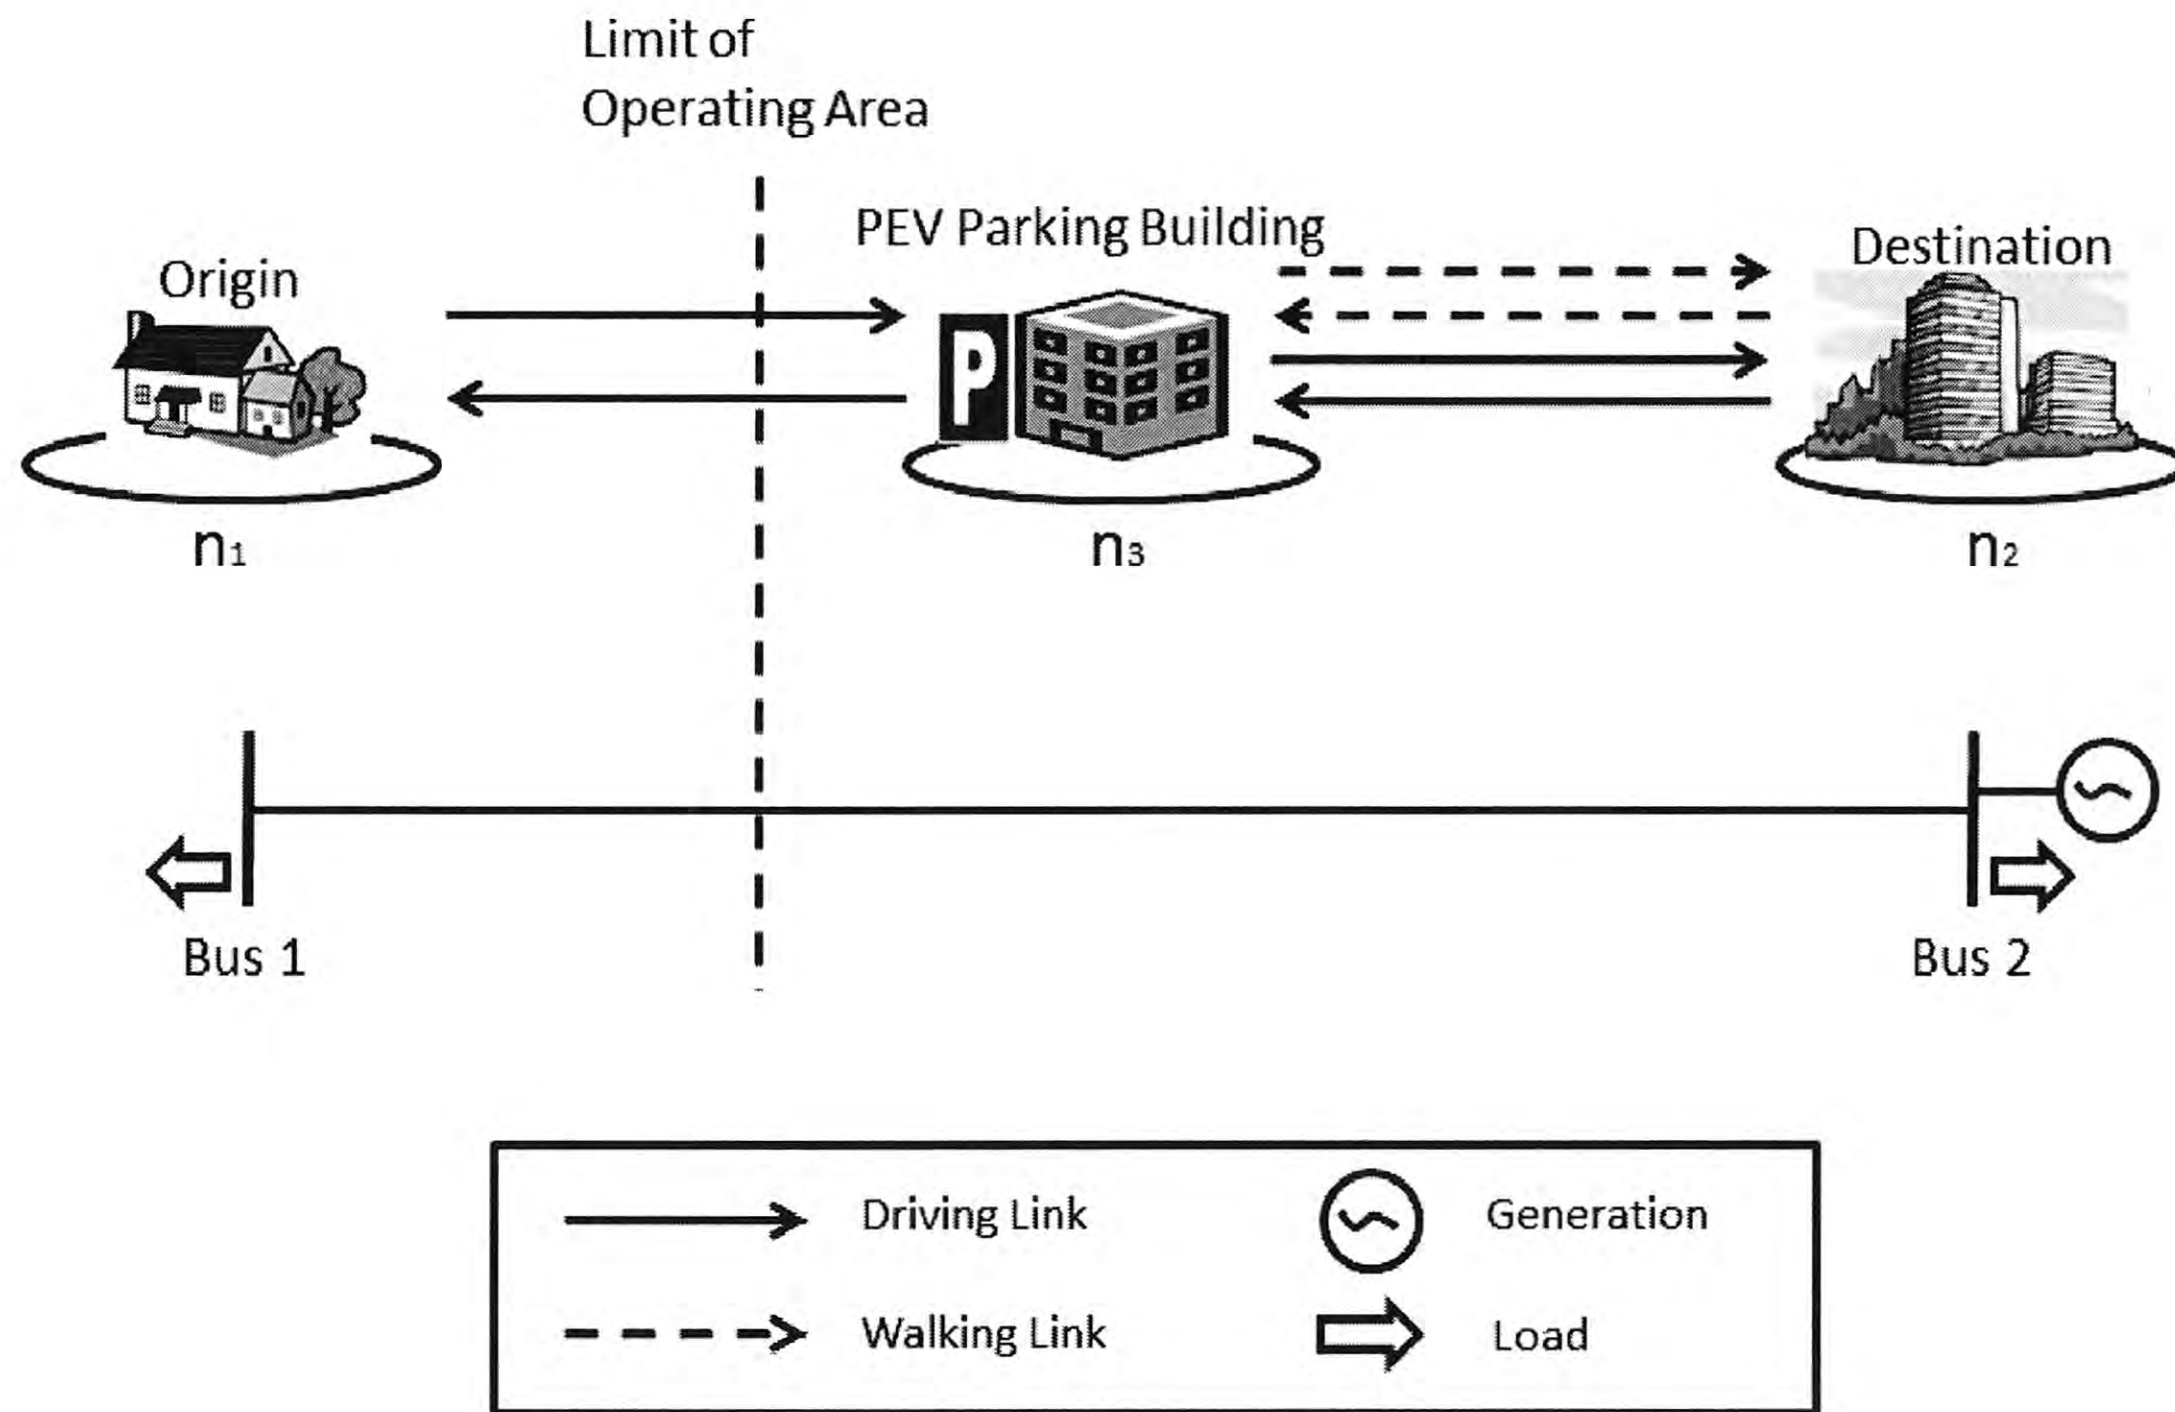 Limit of
Operating Area
PEV Parking Building
Destination
Origin
P
n1
n3
n2
Bus 1
Bus 2
Driving Link
Generation
Walking Link
Load